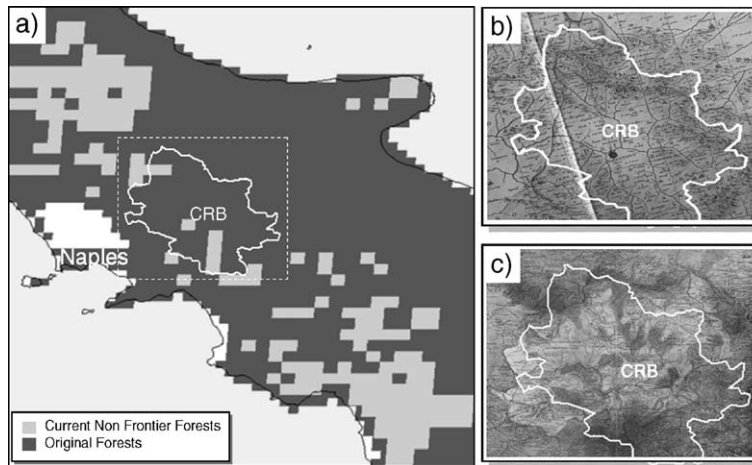 a)
CRB
Naples
Current Non Frontier Forests
Original Forests
b)
CRB
c)
CRB